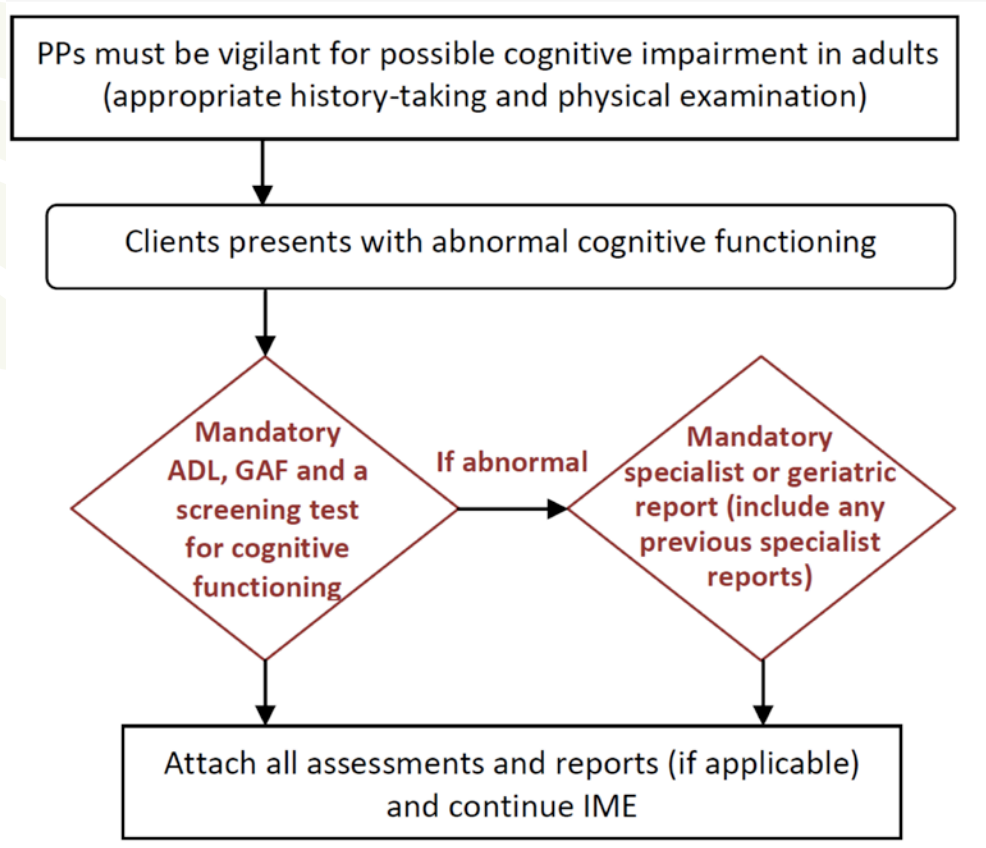 PPs must be vigilant for possible cognitive impairment in adults
(appropriate history-taking and physical examination)
Clients presents with abnormal cognitive functioning
Mandatory
ADL, GAF and a
screening test
for cognitive
functioning
If abnormal
Mandatory
specialist or geriatric
report (include any
previous specialist
reports)
Attach all assessments and reports (if applicable)
and continue IME